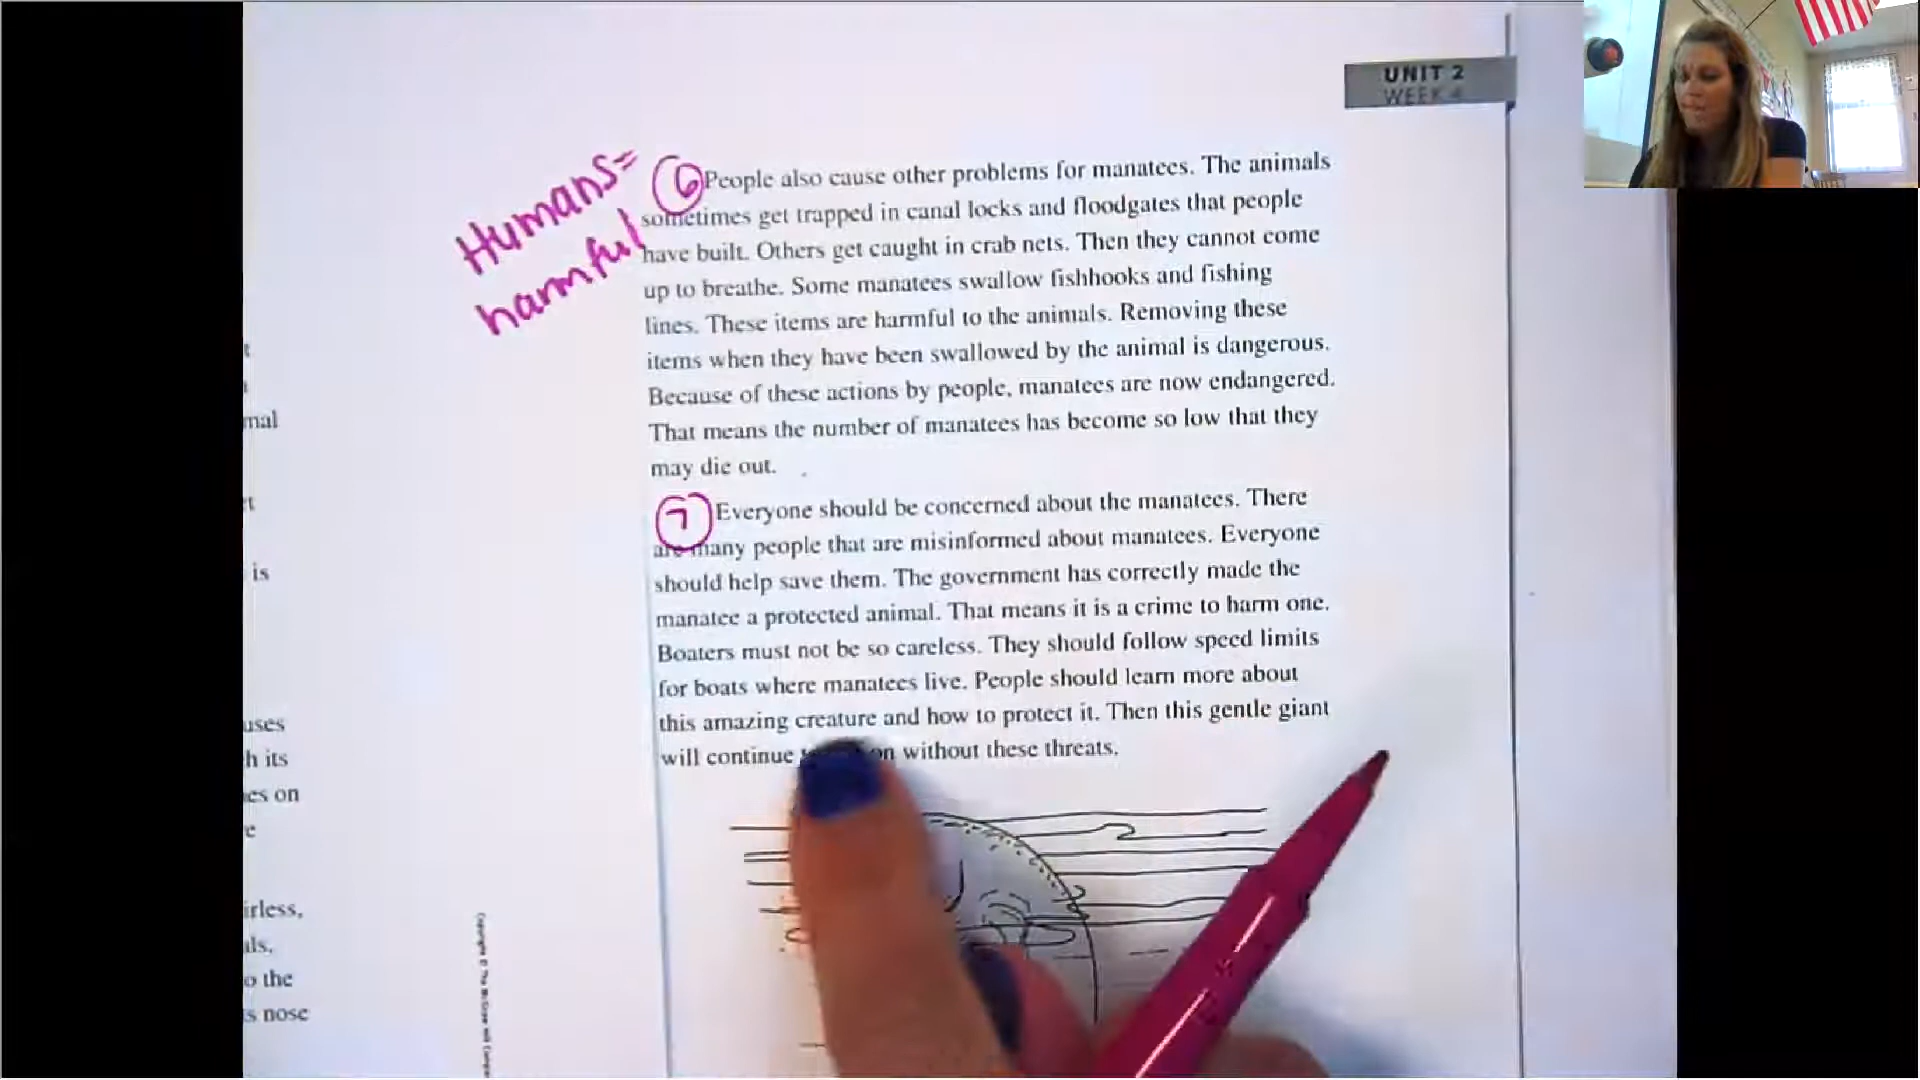 UNIT 2
WEEK 4
Humans=
harmful
6 People also cause other problems for manatees. The animals
sometimes get trapped in canal locks and floodgates that people
have built. Others get caught in crab nets. Then they cannot come
up to breathe. Some manatees swallow fishhooks and fishing
lines. These items are harmful to the animals. Removing these
items when they have been swallowed by the animal is dangerous.
Because of these actions by people, manatees are now endangered.
That means the number of manatees has become so low that they
may die out.
7 Everyone should be concerned about the manatees. There
are many people that are misinformed about manatees. Everyone
should help save them. The government has correctly made the
manatee a protected animal. That means it is a crime to harm one.
Boaters must not be so careless. They should follow speed limits
for boats where manatees live. People should learn more about
this amazing creature and how to protect it. Then this gentle giant
will continue on without these threats.
mal
is
uses
h its
es on
irless,
als,
o the
s nose
Copyright © The McGraw-Hill